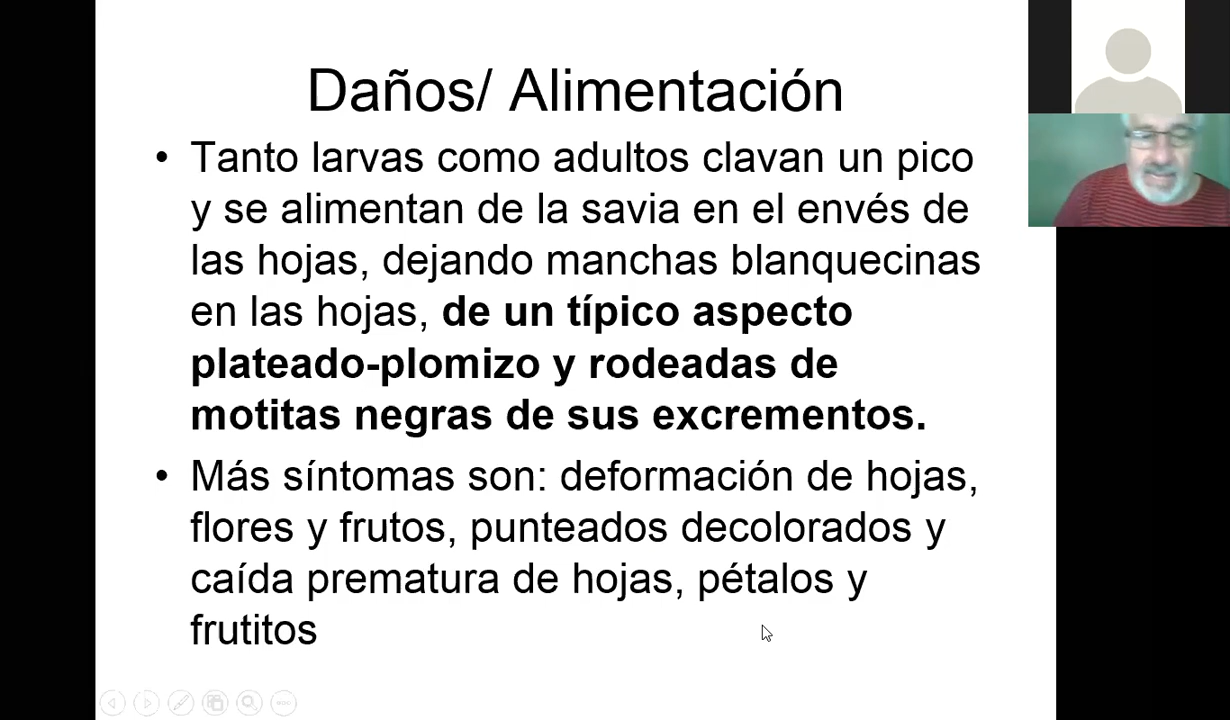 Daños/ Alimentación
• Tanto larvas como adultos clavan un pico
y se alimentan de la savia en el envés de
las hojas, dejando manchas blanquecinas
en las hojas, de un típico aspecto
plateado-plomizo y rodeadas de
motitas negras de sus excrementos.
• Más síntomas son: deformación de hojas,
flores y frutos, punteados decolorados y
caída prematura de hojas, pétalos y
frutitos